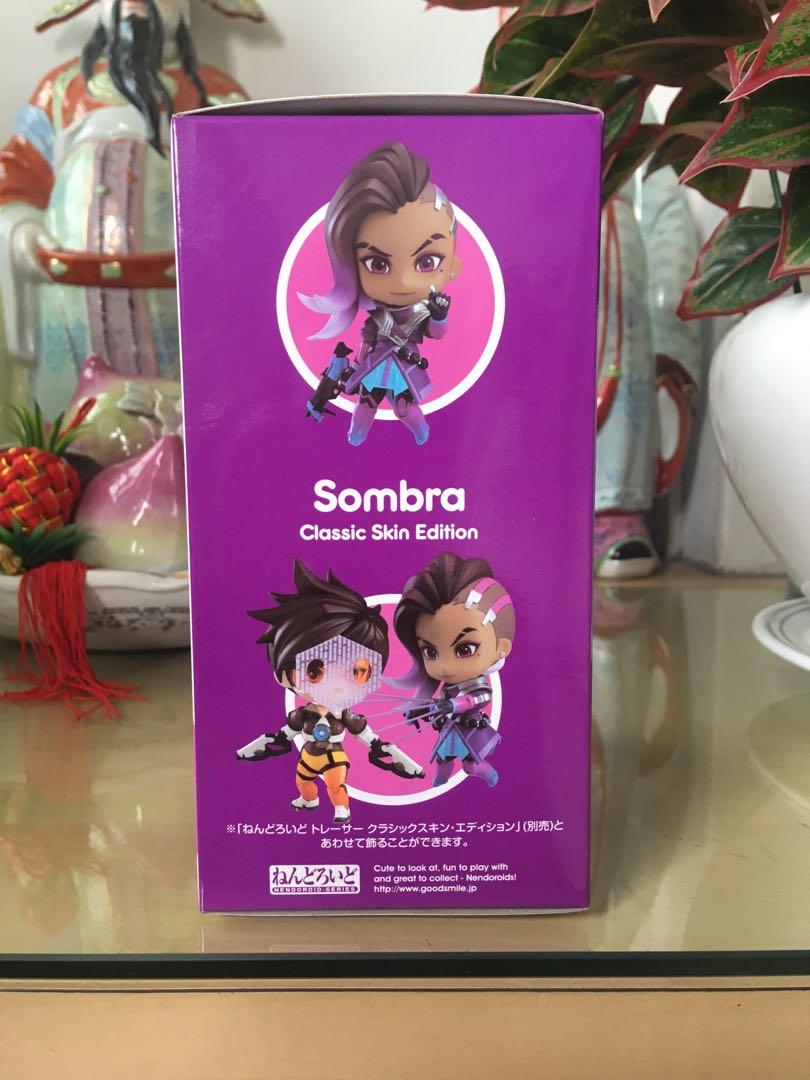 Sombra
Classic Skin Edition
※「ねんどろいど トレーサー クラシックスキン・エディション」(別売)と
あわせて飾ることができます。
ねんどろいど
NENDOROID SERIES
Cute to look at, fun to play with
and great to collect - Nendoroids!
http://www.goodsmile.jp